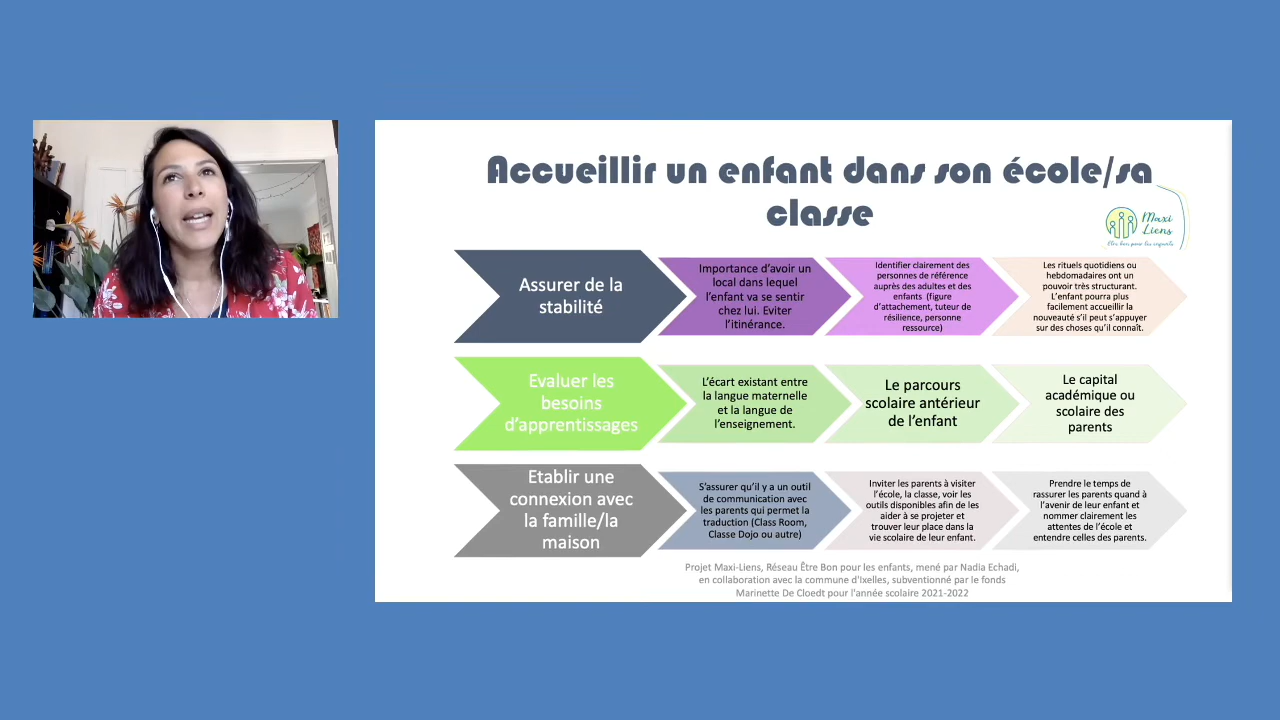 Accueillir un enfant dans son école/sa
classe
Maxi
Liens
Être bon pour les enfants
Assurer de la
stabilité
Importance d'avoir un
local dans lequel
l'enfant va se sentir
chez lui. Eviter
l'itinérance.
Identifier clairement des
personnes de référence
auprès des adultes et des
enfants (figure
d'attachement, tuteur de
résilience, personne
ressource)
Les rituels quotidiens ou
hebdomadaires ont un
pouvoir très structurant.
L'enfant pourra plus
facilement accueillir la
nouveauté s'il peut s'appuyer
sur des choses qu'il connaît.
Evaluer les
besoins
d'apprentissages
L'écart existant entre
la langue maternelle
et la langue de
l'enseignement.
Le parcours
scolaire antérieur
de l'enfant
Le capital
académique ou
scolaire des
parents
Etablir une
connexion avec
la famille/la
maison
S'assurer qu'il y a un outil
de communication avec
les parents qui permet la
traduction (Class Room,
Classe Dojo ou autre)
Inviter les parents à visiter
l'école, la classe, voir les
outils disponibles afin de les
aider à se projeter et
trouver leur place dans la
vie scolaire de leur enfant.
Prendre le temps de
rassurer les parents quand à
l'avenir de leur enfant et
nommer clairement les
attentes de l'école et
entendre celles des parents.
Projet Maxi-Liens, Réseau Être Bon pour les enfants, mené par Nadia Echadi,
en collaboration avec la commune d'Ixelles, subventionné par le fonds
Marinette De Cloedt pour l'année scolaire 2021-2022